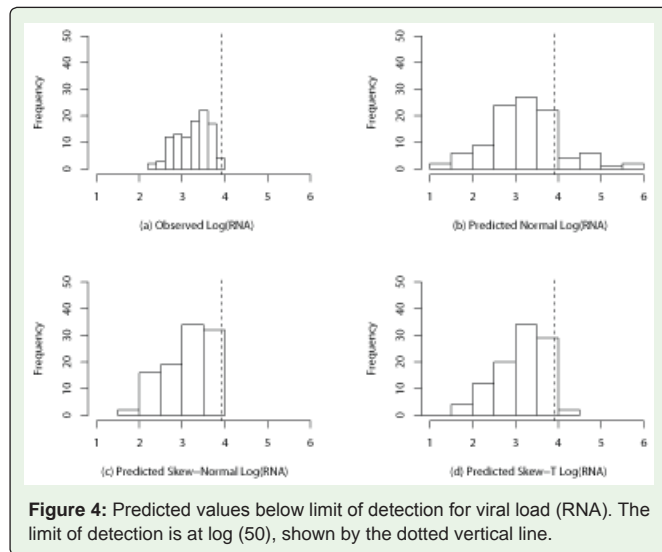 50
40
30
20
10
0
Frequency
1 2 3 4 5 6
(a) Observed Log(RNA)
50
40
30
20
10
0
Frequency
1 2 3 4 5 6
(b) Predicted Normal Log(RNA)
50
40
30
20
10
0
Frequency
1 2 3 4 5 6
(c) Predicted Skew–Normal Log(RNA)
50
40
30
20
10
0
Frequency
1 2 3 4 5 6
(d) Predicted Skew–T Log(RNA)
Figure 4: Predicted values below limit of detection for viral load (RNA). The
limit of detection is at log (50), shown by the dotted vertical line.